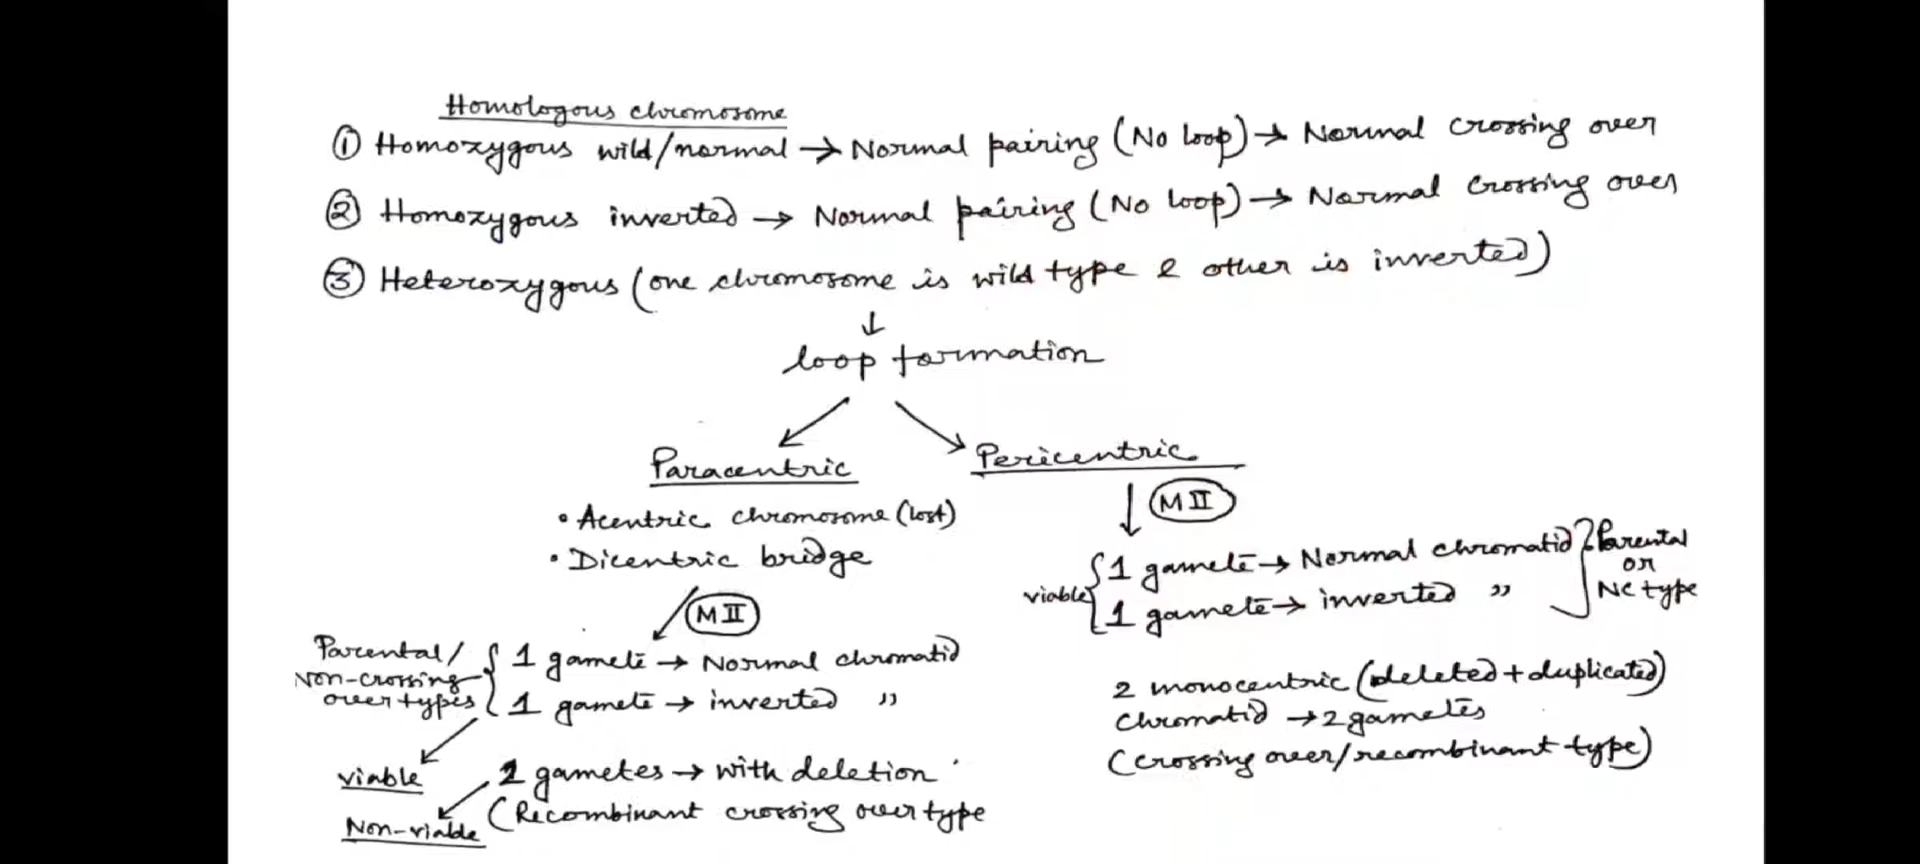 Homologous chromosome
① Homozygous wild/normal → Normal pairing (No loop) → Normal crossing over
② Homozygous inverted → Normal pairing (No loop) → Normal crossing over
③ Heterozygous (one chromosome is wild type & other is inverted)
↓
loop formation
Paracentric
• Acentric chromosome (lost)
• Dicentric bridge
M II
Parental/
Non-crossing
over types
{ 1 gamete → Normal chromatid
1 gamete → inverted "
viable
2 gametes → with deletion
(Recombinant crossing over type
Non-viable
Pericentric
↓ M II
viable
{ 1 gamete → Normal chromatid
1 gamete → inverted "
} Parental
or
NC type
2 monocentric (deleted + duplicated)
chromatid → 2 gametes
(crossing over/recombinant type)